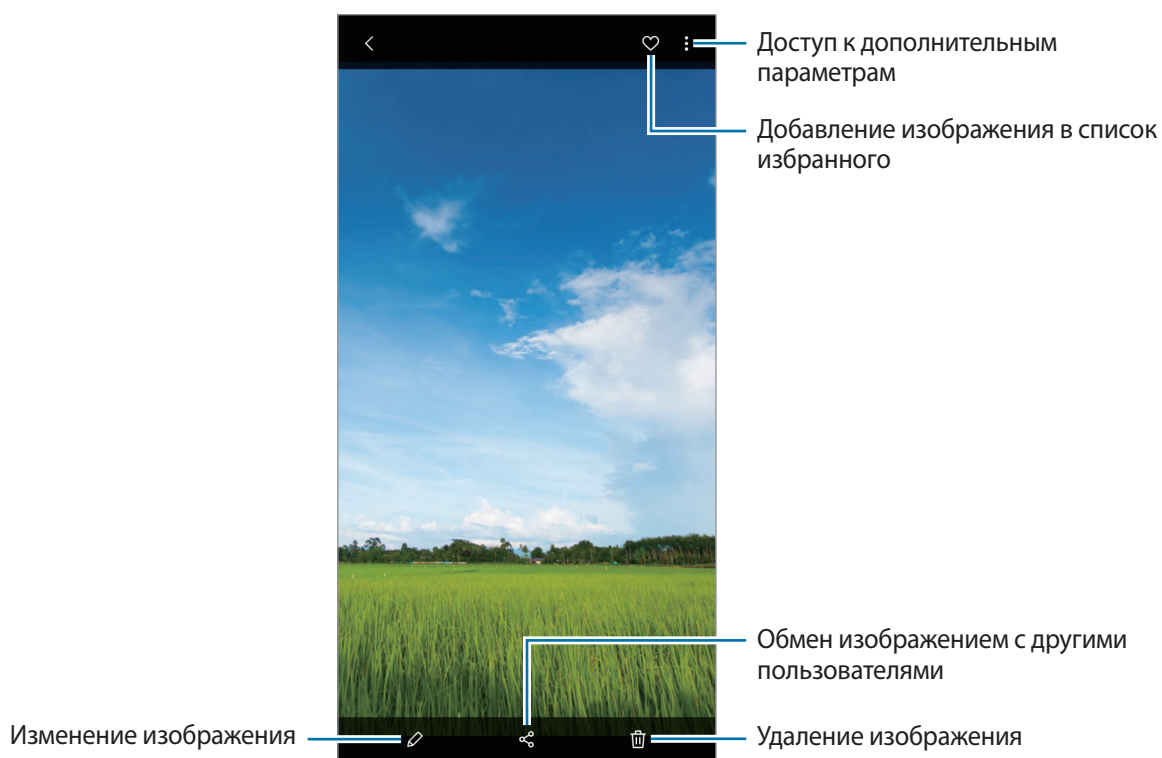 Доступ к дополнительным
параметрам
Добавление изображения в список
избранного
Обмен изображением с другими
пользователями
Изменение изображения
Удаление изображения